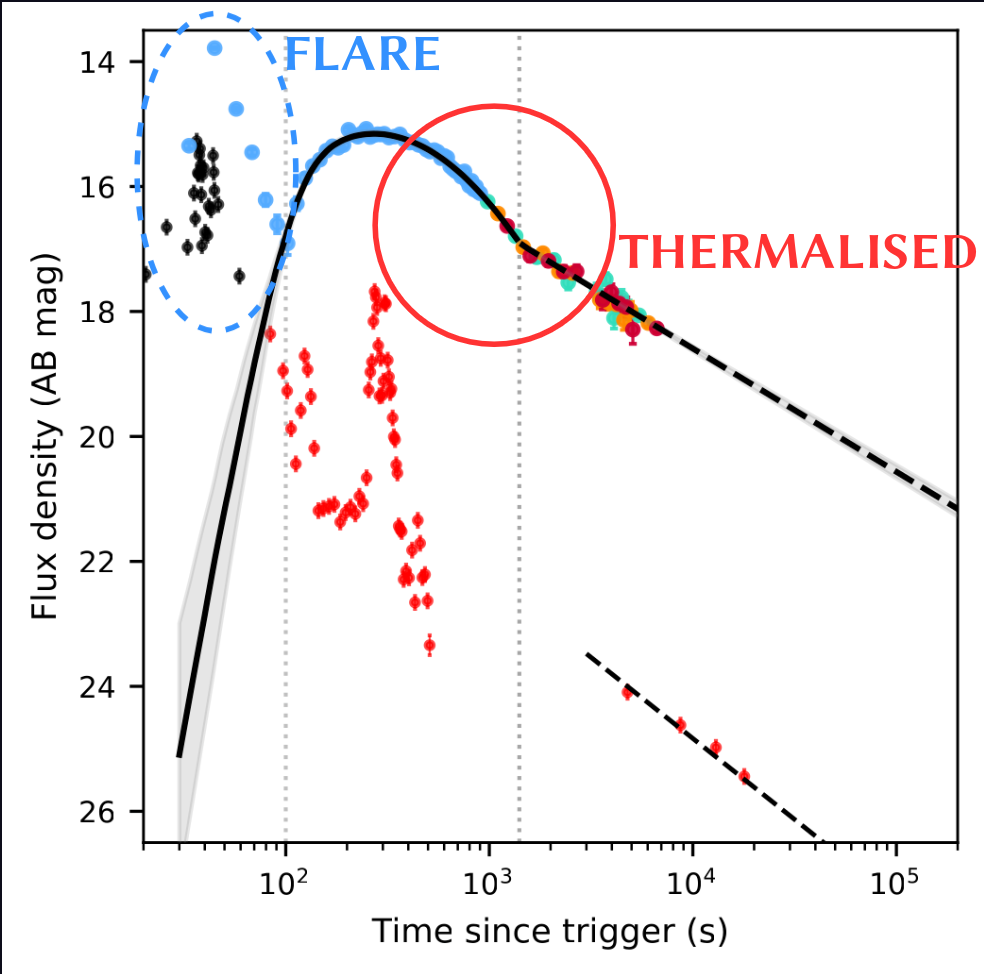 FLARE
THERMALISED
14
16
18
20
22
24
26
Flux density (AB mag)
10²
10³
10⁴
10⁵
Time since trigger (s)